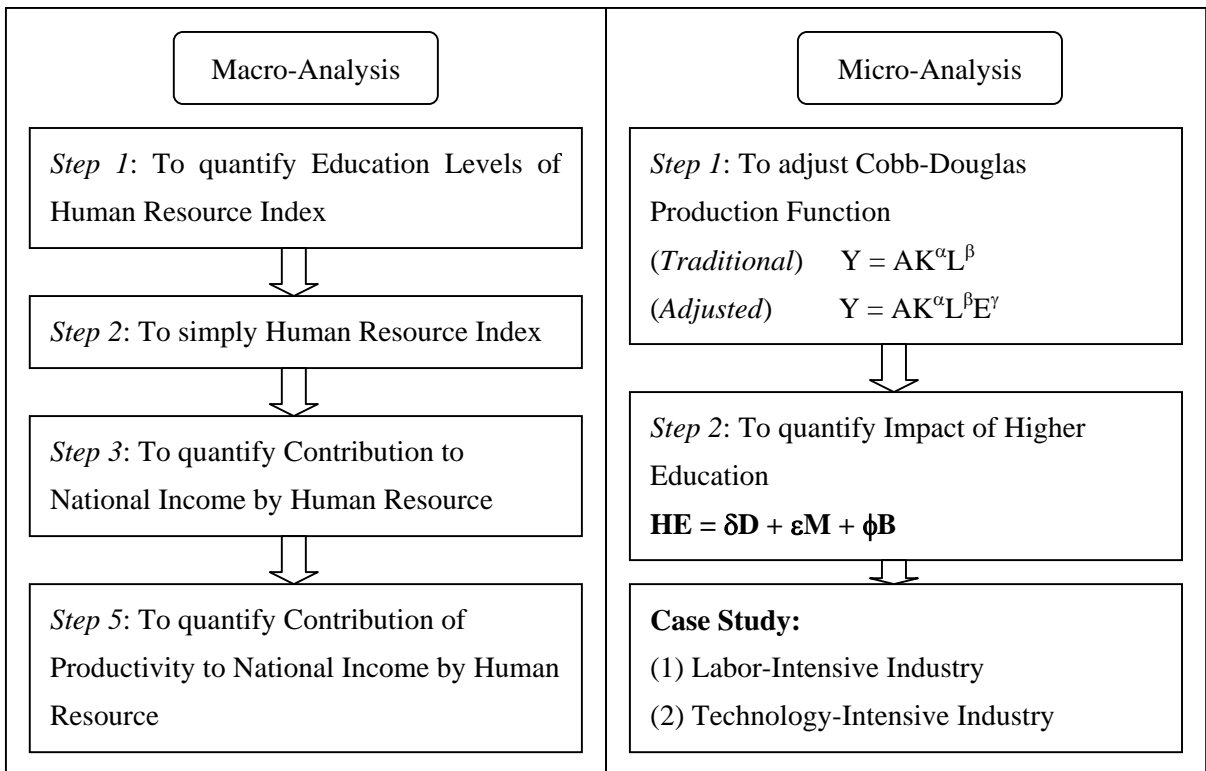 Macro-Analysis
Step 1: To quantify Education Levels of
Human Resource Index
Step 2: To simply Human Resource Index
Step 3: To quantify Contribution to
National Income by Human Resource
Step 5: To quantify Contribution of
Productivity to National Income by Human
Resource
Micro-Analysis
Step 1: To adjust Cobb-Douglas
Production Function
(Traditional) Y = AK^αL^β
(Adjusted) Y = AK^αL^βE^γ
Step 2: To quantify Impact of Higher
Education
HE = δD + εM + ϕB
Case Study:
(1) Labor-Intensive Industry
(2) Technology-Intensive Industry